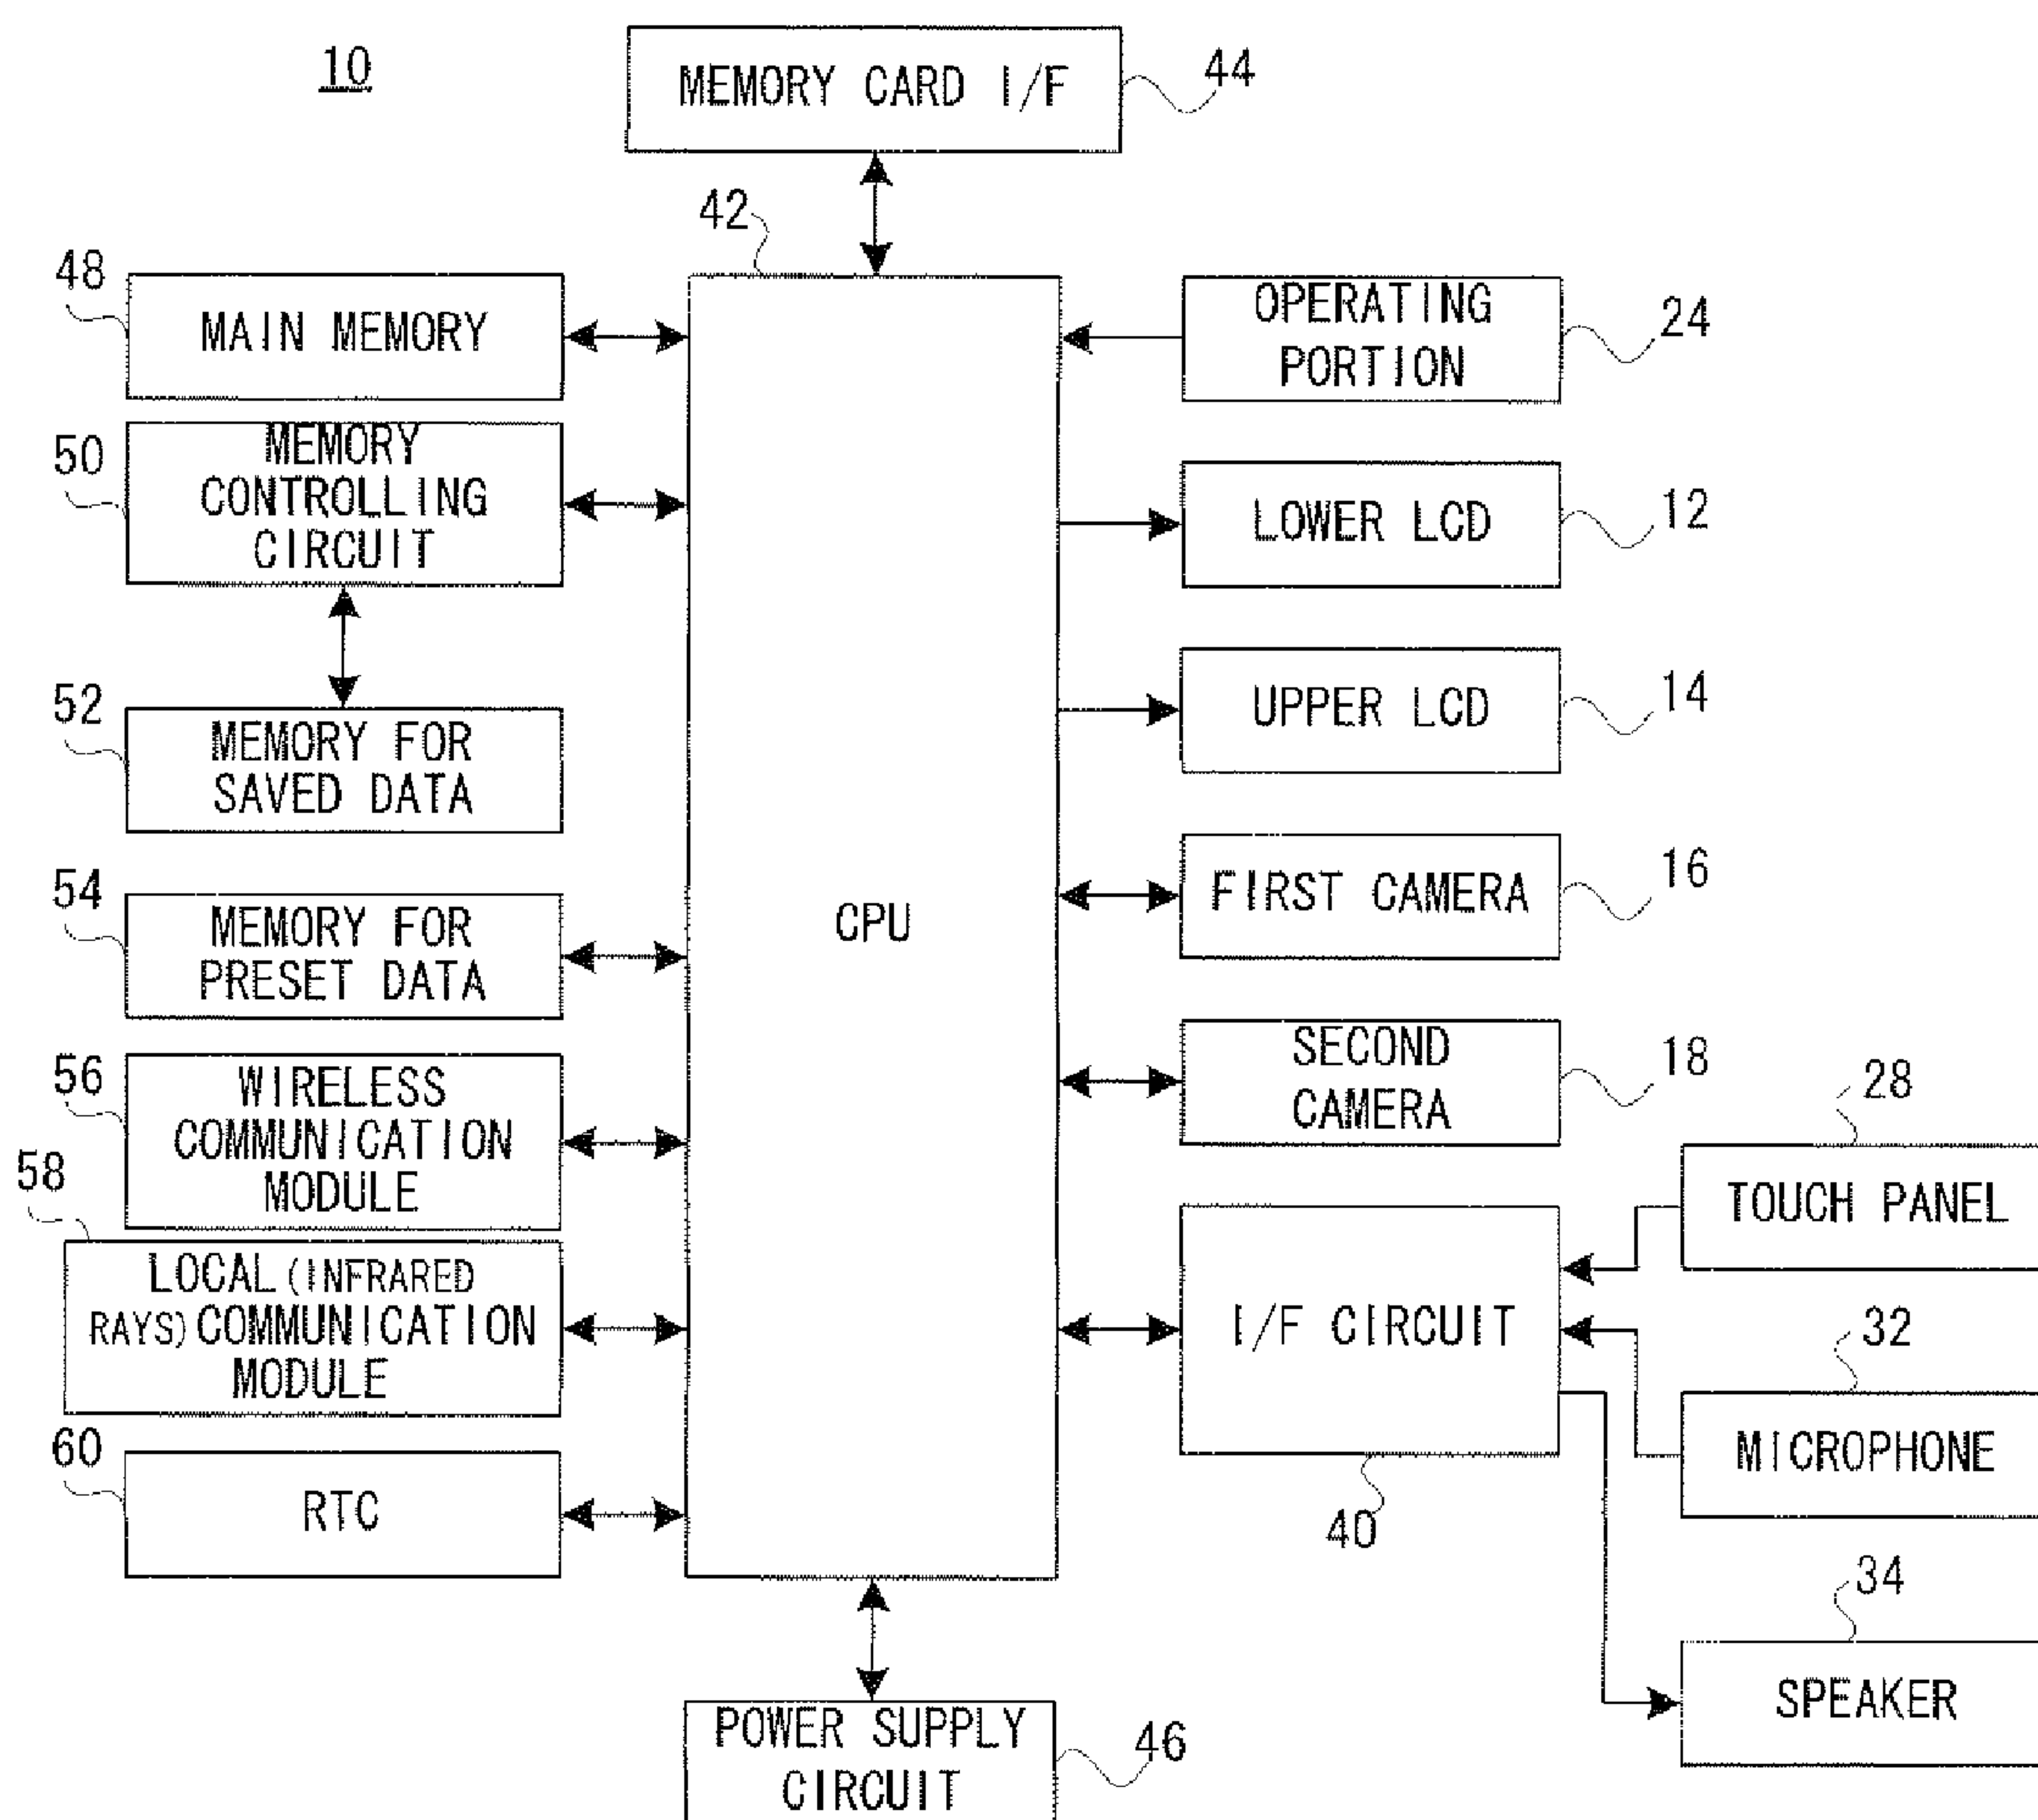 10
MEMORY CARD I/F
44
42
48
MAIN MEMORY
OPERATING
PORTION
24
50
MEMORY
CONTROLLING
CIRCUIT
LOWER LCD
12
52
MEMORY FOR
SAVED DATA
UPPER LCD
14
54
MEMORY FOR
PRESET DATA
CPU
FIRST CAMERA
16
56
WIRELESS
COMMUNICATION
MODULE
SECOND
CAMERA
18
28
TOUCH PANEL
58
LOCAL (INFRARED
RAYS) COMMUNICATION
MODULE
I/F CIRCUIT
40
32
MICROPHONE
60
RTC
34
SPEAKER
POWER SUPPLY
CIRCUIT
46